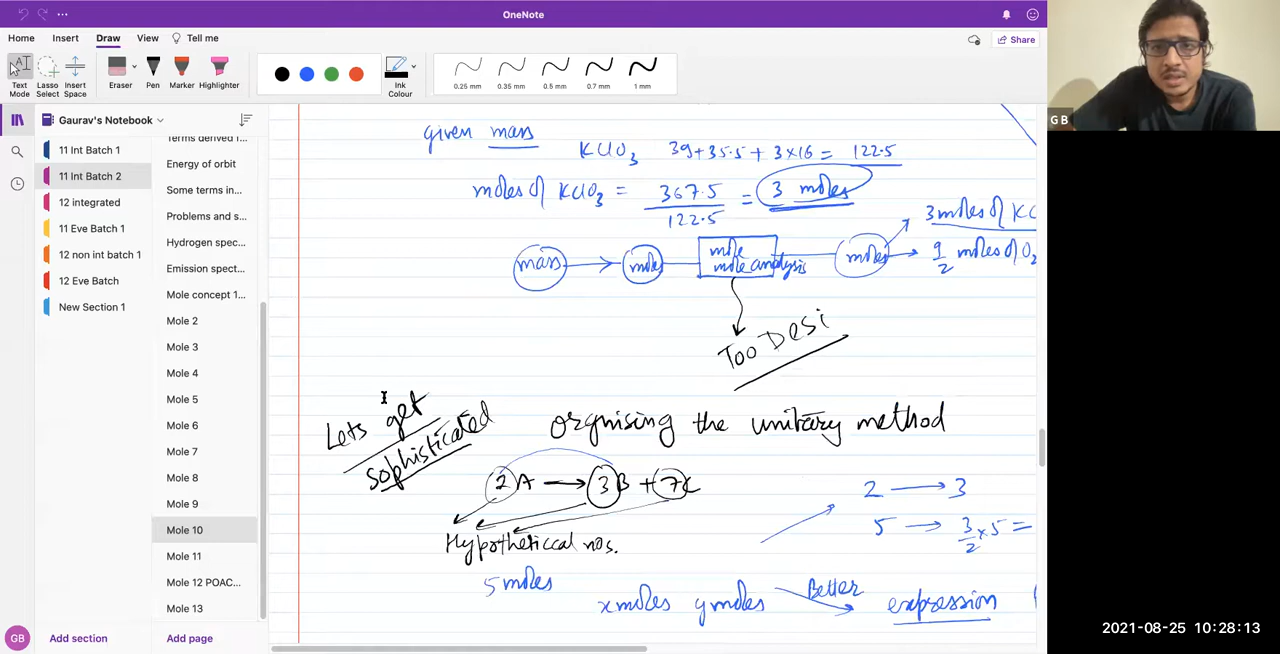 OneNote
Home Insert Draw View Tell me
Share
Text Mode
Lasso Select
Insert Space
Eraser
Pen
Marker
Highlighter
Ink Colour
0.25 mm 0.35 mm 0.5 mm 0.7 mm 1 mm
GB
Gaurav's Notebook
11 Int Batch 1
11 Int Batch 2
12 integrated
11 Eve Batch 1
12 non int batch 1
12 Eve Batch
New Section 1
Add section
Terms derived f...
Energy of orbit
Some terms in...
Problems and s...
Hydrogen spec...
Emission spect...
Mole concept 1...
Mole 2
Mole 3
Mole 4
Mole 5
Mole 6
Mole 7
Mole 8
Mole 9
Mole 10
Mole 11
Mole 12 POAC...
Mole 13
Add page
GB
given mass
KClO3 39+35.5+3×16= 122.5
moles of KClO3 = 367.5/122.5 = 3 moles
3 moles of KC
mass moles mole mole analysis moles
9/2 moles of O2
Too Desi
Lets get sophisticated
orgnising the unitary method
2A → 3B + 7C
2 → 3
5 → 3/2 × 5 =
Hypotheticcal nos.
5 moles
x moles y moles Better expression
2021-08-25 10:28:13